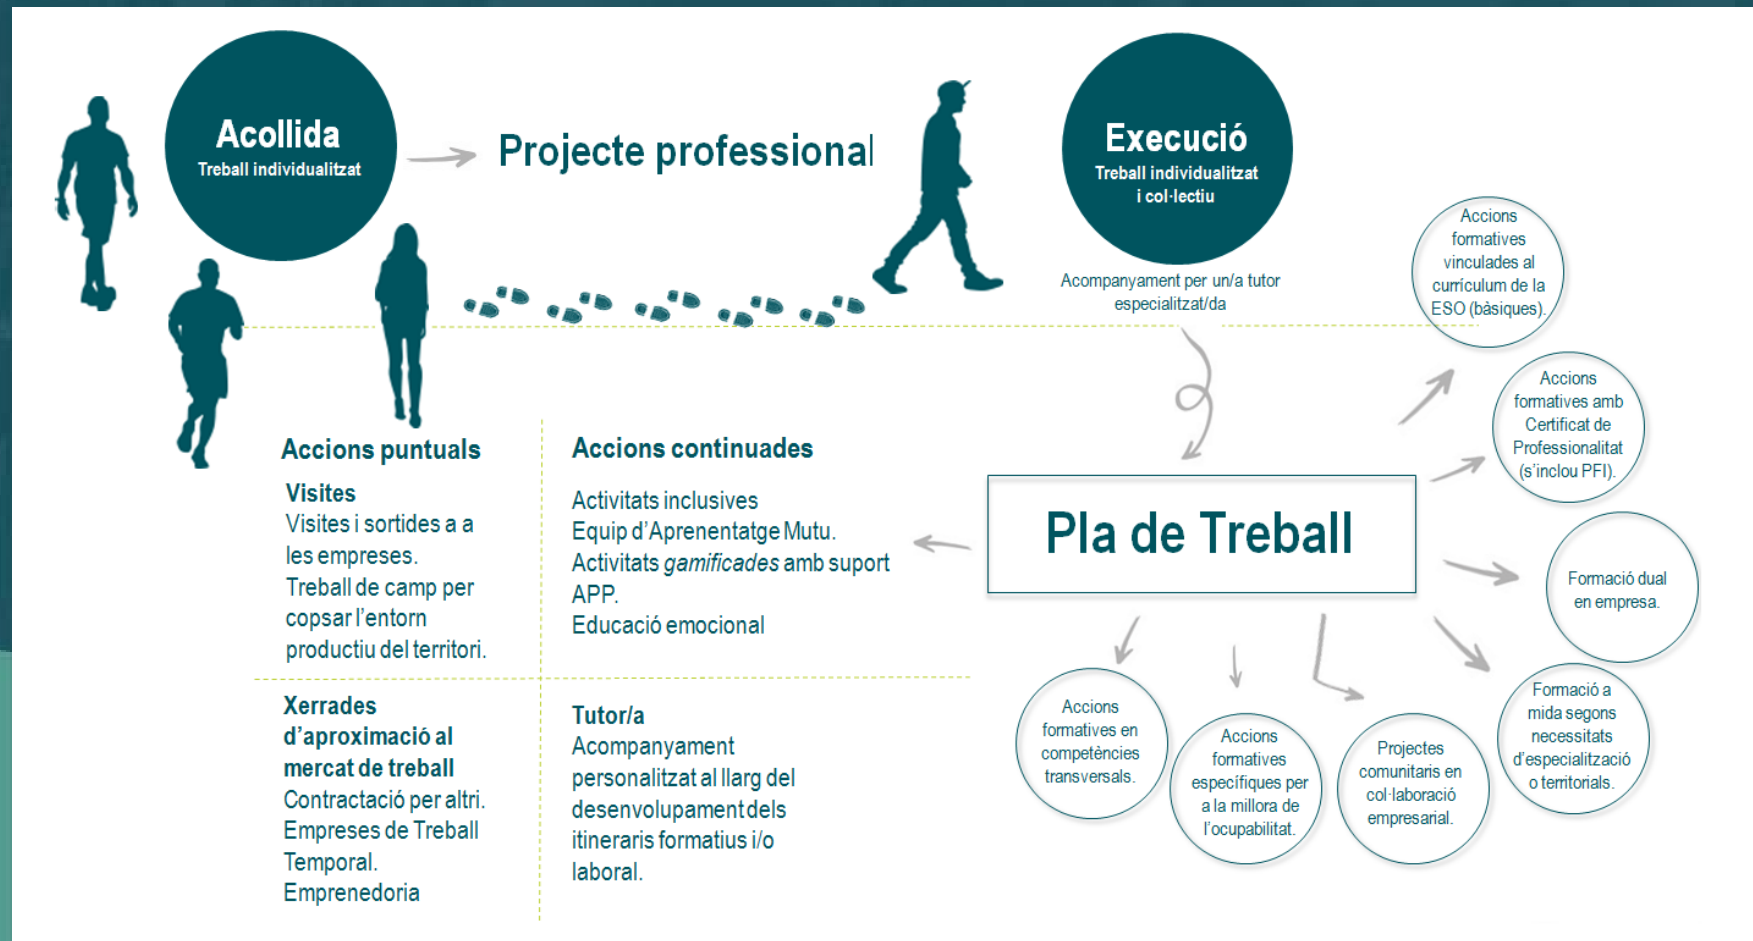 Acollida
Treball individualitzat
Projecte professional
Execució
Treball individualitzat
i col·lectiu
Acompanyament per un/a tutor
especialitzat/da
Accions
formatives
vinculades al
currículum de la
ESO (bàsiques).
Accions
formatives amb
Certificat de
Professionalitat
(s’inclou PFI).
Formació dual
en empresa.
Formació a
mida segons
necessitats
d’especialització
o territorials.
Projectes
comunitaris en
col·laboració
empresarial.
Accions
formatives
específiques per
a la millora de
l’ocupabilitat.
Accions
formatives en
competències
transversals.
Pla de Treball
Accions puntuals
Visites
Visites i sortides a a
les empreses.
Treball de camp per
copsar l’entorn
productiu del territori.
Accions continuades
Activitats inclusives
Equip d’Aprenentatge Mutu.
Activitats gamificades amb suport
APP.
Educació emocional
Xerrades
d’aproximació al
mercat de treball
Contractació per altri.
Empreses de Treball
Temporal.
Emprenedoria
Tutor/a
Acompanyament
personalitzat al llarg del
desenvolupament dels
itineraris formatius i/o
laboral.